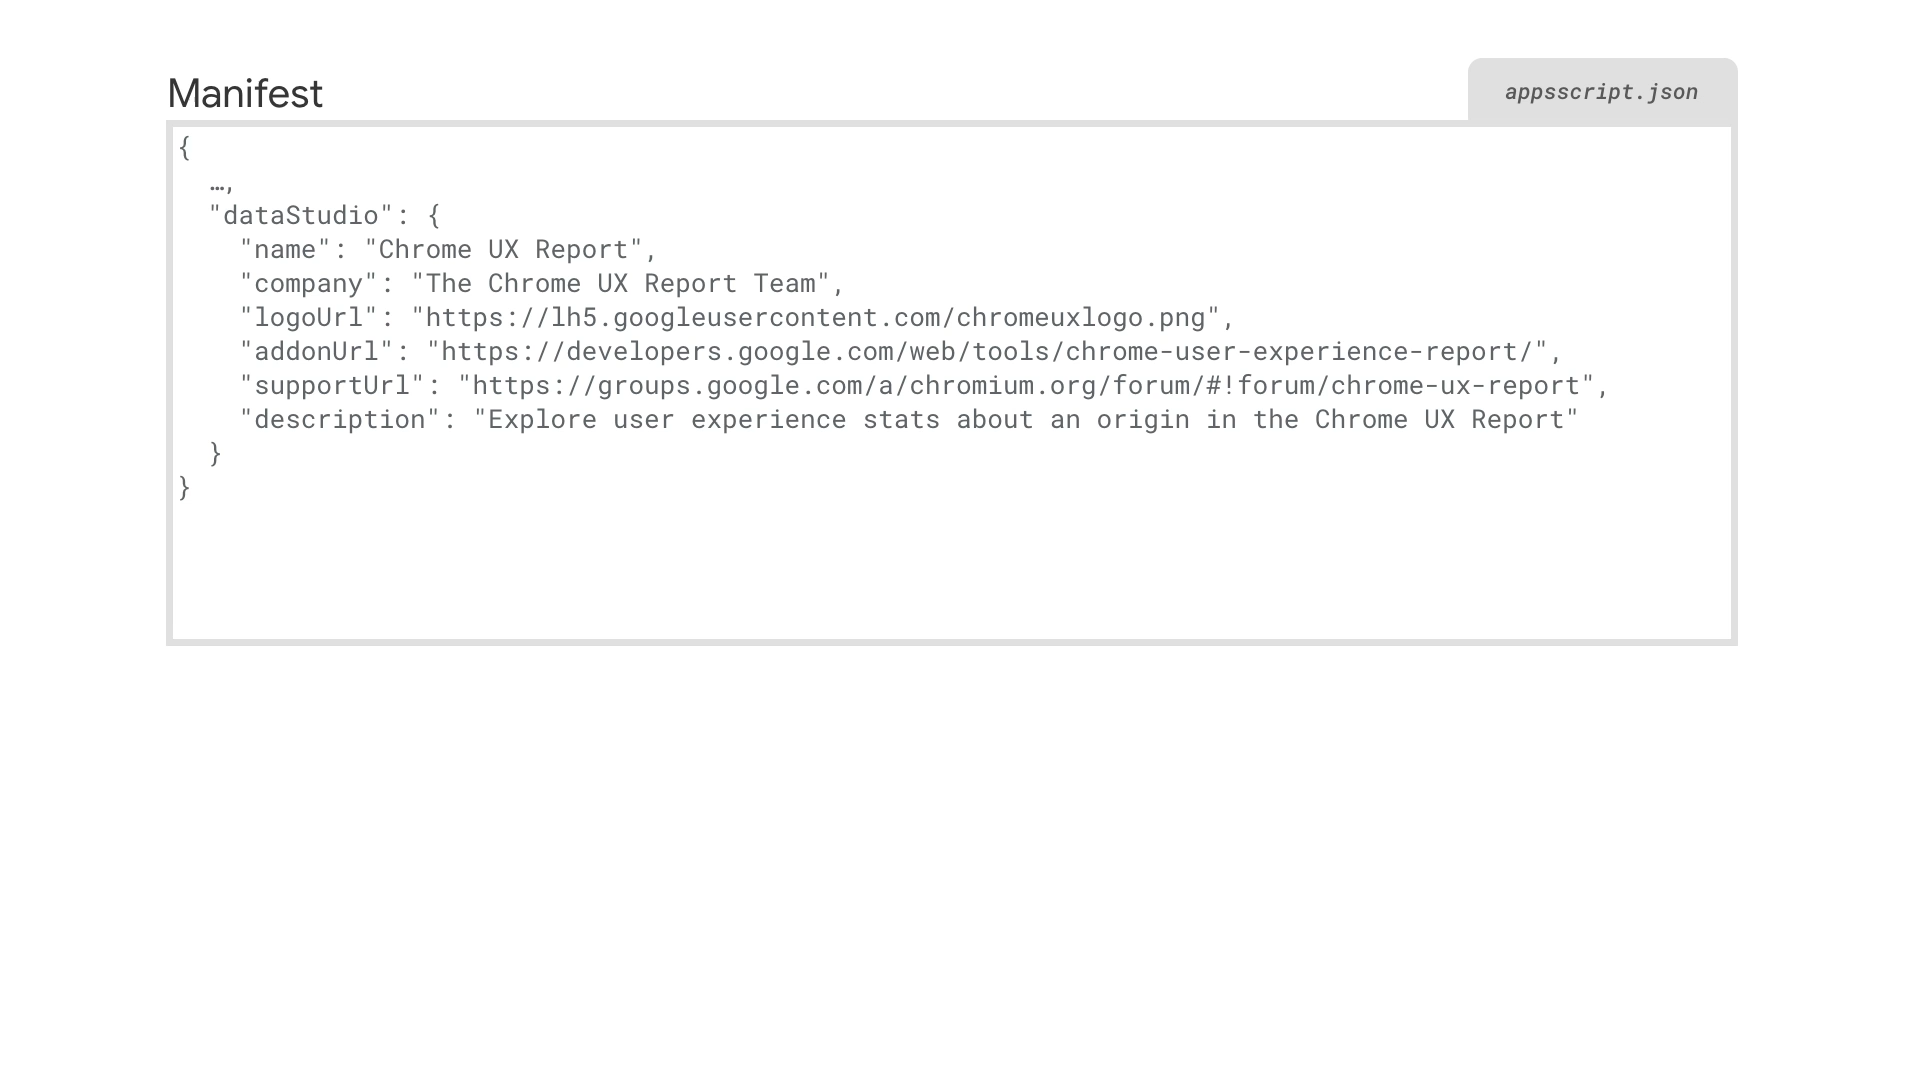 Manifest
appsscript.json
{
  …,
  "dataStudio": {
    "name": "Chrome UX Report",
    "company": "The Chrome UX Report Team",
    "logoUrl": "https://lh5.googleusercontent.com/chromeuxlogo.png",
    "addonUrl": "https://developers.google.com/web/tools/chrome-user-experience-report/",
    "supportUrl": "https://groups.google.com/a/chromium.org/forum/#!forum/chrome-ux-report",
    "description": "Explore user experience stats about an origin in the Chrome UX Report"
  }
}